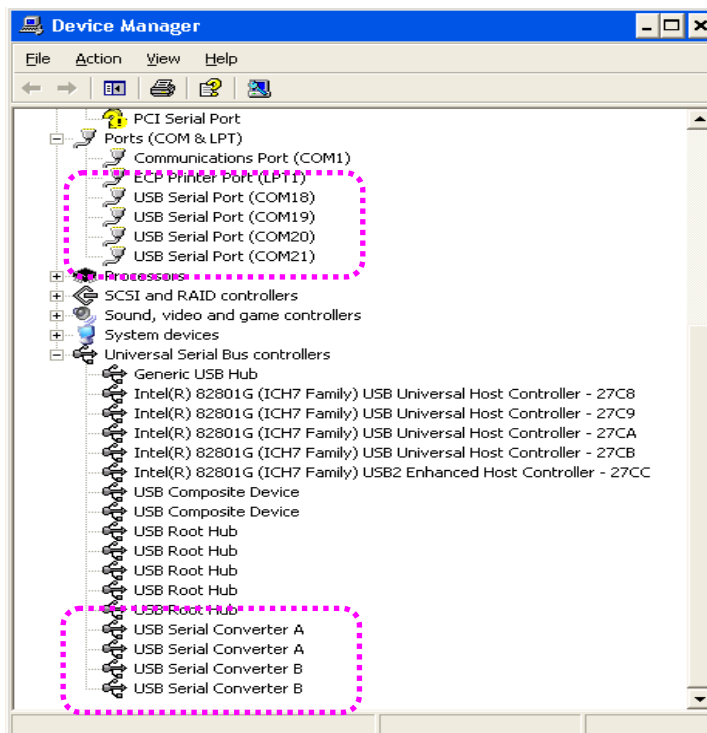 Device Manager
File Action View Help
PCI Serial Port
Ports (COM & LPT)
Communications Port (COM1)
ECP Printer Port (LPT1)
USB Serial Port (COM18)
USB Serial Port (COM19)
USB Serial Port (COM20)
USB Serial Port (COM21)
Processors
SCSI and RAID controllers
Sound, video and game controllers
System devices
Universal Serial Bus controllers
Generic USB Hub
Intel(R) 82801G (ICH7 Family) USB Universal Host Controller - 27C8
Intel(R) 82801G (ICH7 Family) USB Universal Host Controller - 27C9
Intel(R) 82801G (ICH7 Family) USB Universal Host Controller - 27CA
Intel(R) 82801G (ICH7 Family) USB Universal Host Controller - 27CB
Intel(R) 82801G (ICH7 Family) USB2 Enhanced Host Controller - 27CC
USB Composite Device
USB Composite Device
USB Root Hub
USB Root Hub
USB Root Hub
USB Root Hub
USB Root Hub
USB Serial Converter A
USB Serial Converter A
USB Serial Converter B
USB Serial Converter B